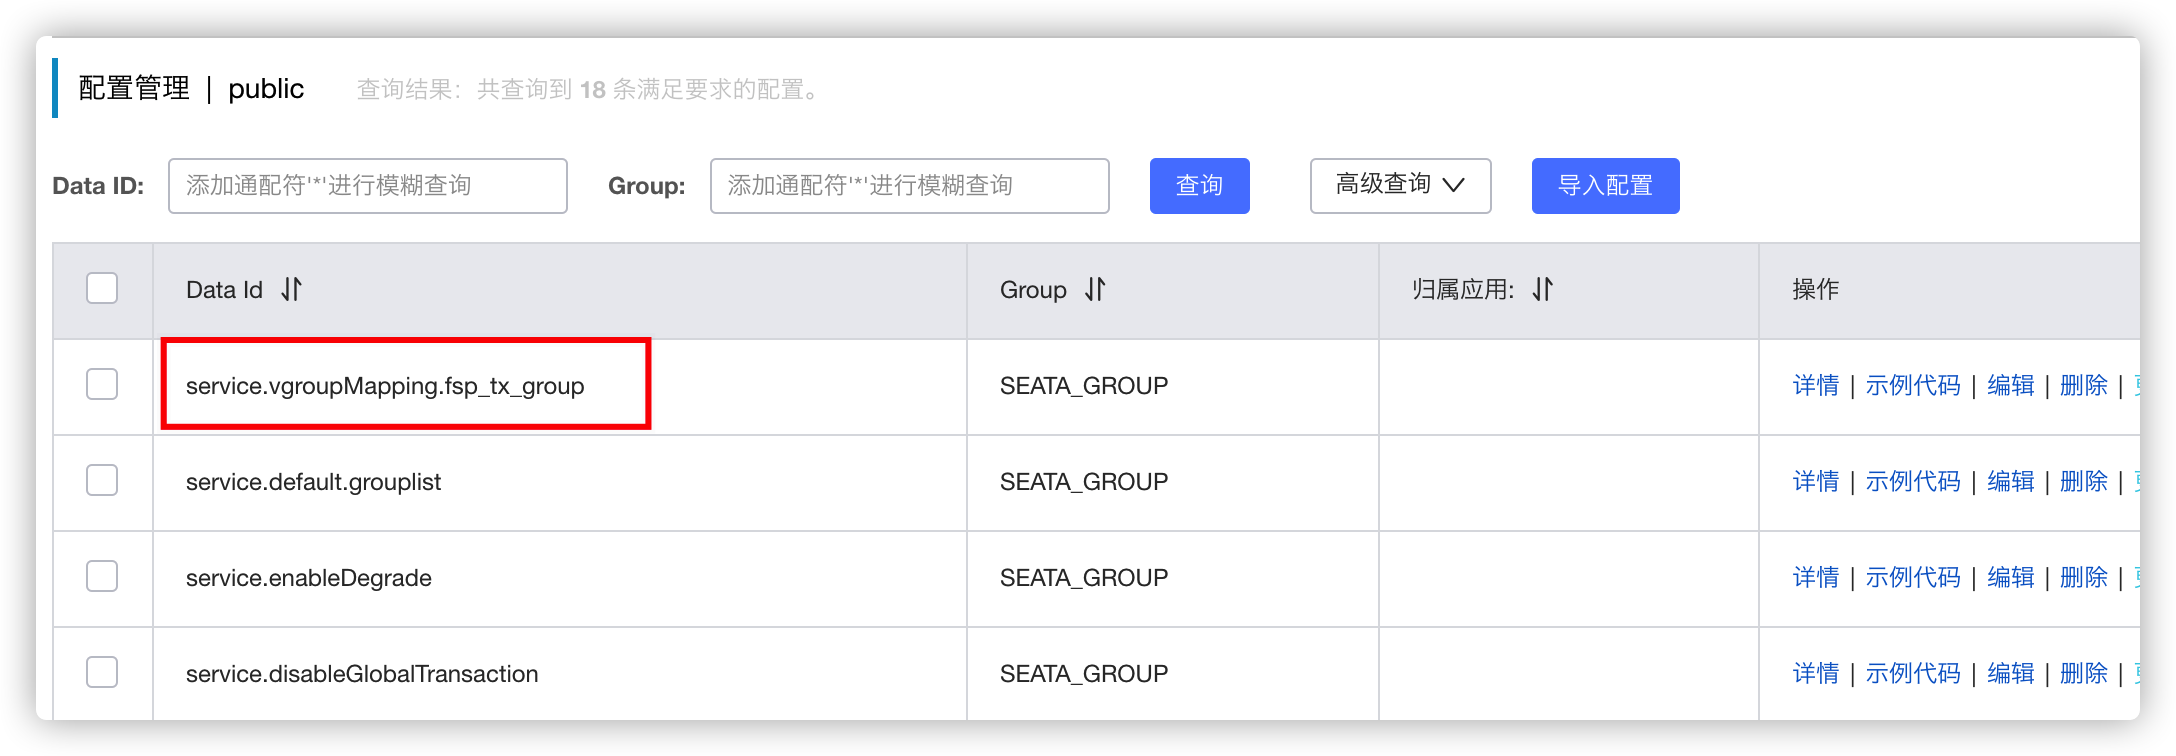 配置管理 | public 查询结果：共查询到 18 条满足要求的配置。
Data ID: 添加通配符'*'进行模糊查询 Group: 添加通配符'*'进行模糊查询 查询 高级查询 导入配置
Data Id Group 归属应用: 操作
service.vgroupMapping.fsp_tx_group SEATA_GROUP 详情 | 示例代码 | 编辑 | 删除 |
service.default.grouplist SEATA_GROUP 详情 | 示例代码 | 编辑 | 删除 |
service.enableDegrade SEATA_GROUP 详情 | 示例代码 | 编辑 | 删除 |
service.disableGlobalTransaction SEATA_GROUP 详情 | 示例代码 | 编辑 | 删除 |